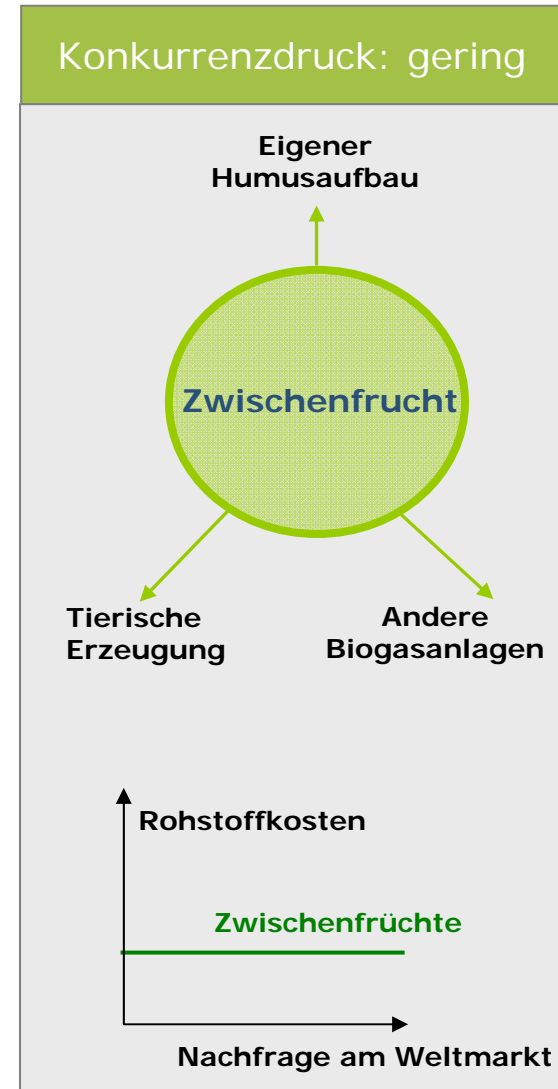 Konkurrenzdruck: gering
Eigener
Humusaufbau
Zwischenfrucht
Tierische
Erzeugung
Andere
Biogasanlagen
Rohstoffkosten
Zwischenfrüchte
Nachfrage am Weltmarkt